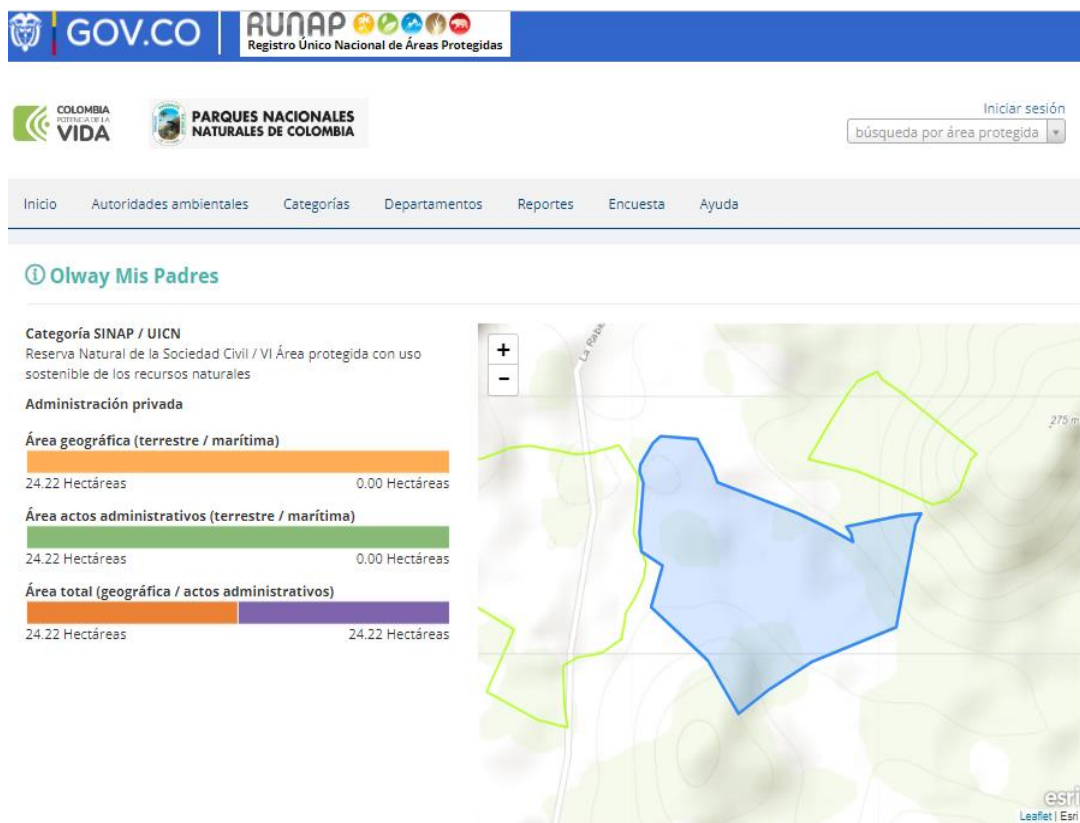 GOV.CO
RUNAP
Registro Único Nacional de Áreas Protegidas
COLOMBIA
POTENCIA DE LA
VIDA
PARQUES NACIONALES
NATURALES DE COLOMBIA
Iniciar sesión
búsqueda por área protegida
Inicio Autoridades ambientales Categorías Departamentos Reportes Encuesta Ayuda
Olway Mis Padres
Categoría SINAP / UICN
Reserva Natural de la Sociedad Civil / VI Área protegida con uso
sostenible de los recursos naturales
Administración privada
Área geográfica (terrestre / marítima)
24.22 Hectáreas 0.00 Hectáreas
Área actos administrativos (terrestre / marítima)
24.22 Hectáreas 0.00 Hectáreas
Área total (geográfica / actos administrativos)
24.22 Hectáreas 24.22 Hectáreas
+
−
La
275 m
esri
Leaflet | Esri